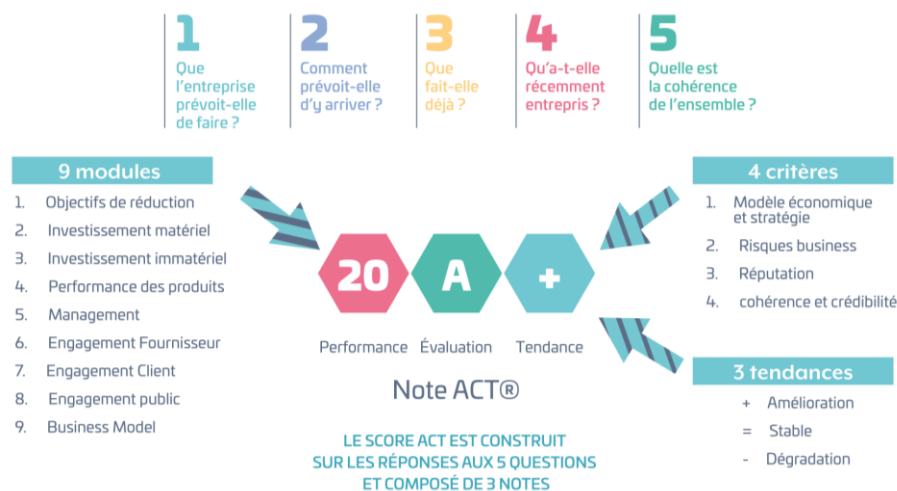 1
Que
l'entreprise
prévoit-elle
de faire ?
2
Comment
prévoit-elle
d'y arriver ?
3
Que
fait-elle
déjà ?
4
Qu'a-t-elle
récemment
entrepris ?
5
Quelle est
la cohérence
de l'ensemble ?
9 modules
1. Objectifs de réduction
2. Investissement matériel
3. Investissement immatériel
4. Performance des produits
5. Management
6. Engagement Fournisseur
7. Engagement Client
8. Engagement public
9. Business Model
20 A +
Performance Évaluation Tendance
Note ACT®
LE SCORE ACT EST CONSTRUIT
SUR LES RÉPONSES AUX 5 QUESTIONS
ET COMPOSÉ DE 3 NOTES
4 critères
1. Modèle économique
et stratégie
2. Risques business
3. Réputation
4. cohérence et crédibilité
3 tendances
+ Amélioration
= Stable
- Dégradation